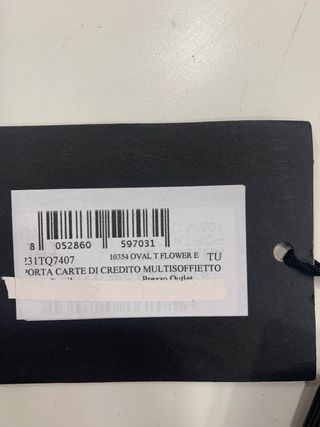 8 052860 597031
231TQ7407 10354 OVAL T FLOWER E TU
PORTA CARTE DI CREDITO MULTISOFFIETTO
Prezzo Outlet